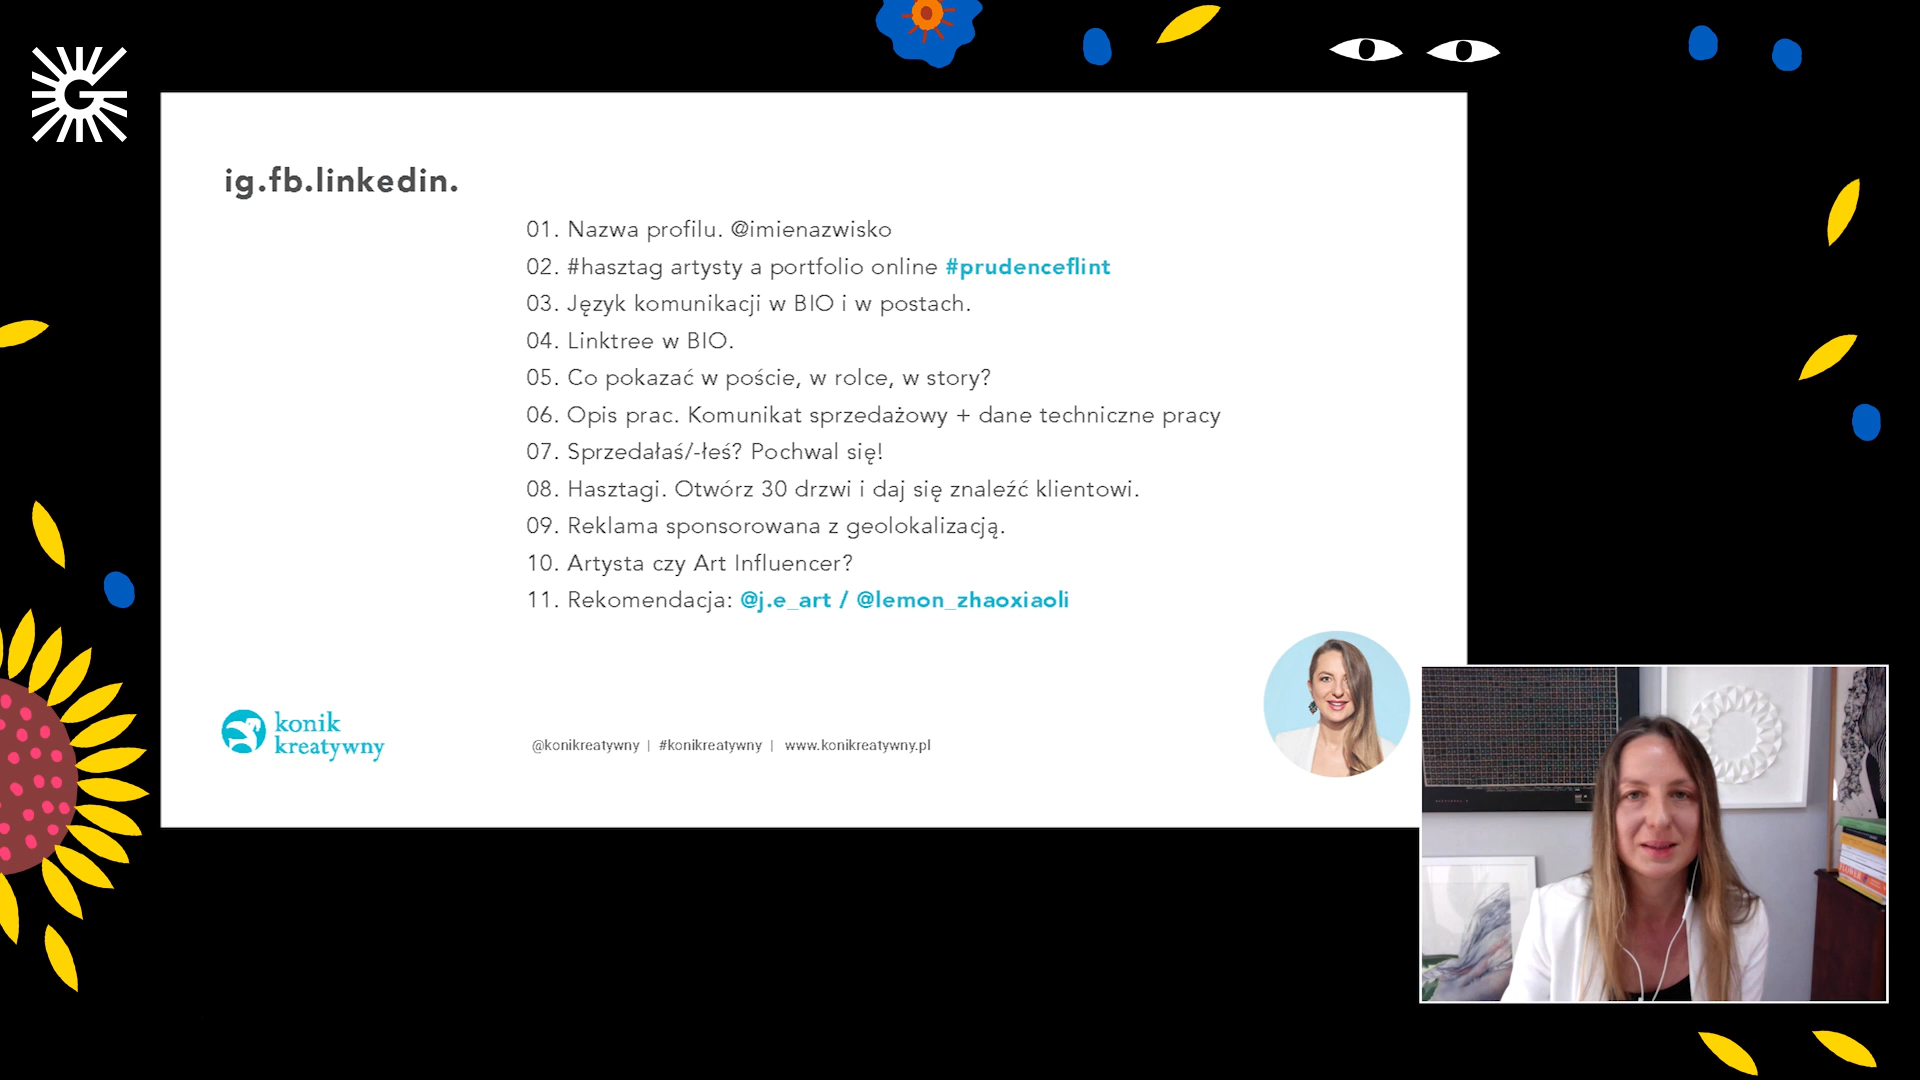 ig.fb.linkedin.
01. Nazwa profilu. @imienazwisko
02. #hasztag artysty a portfolio online #prudenceflint
03. Język komunikacji w BIO i w postach.
04. Linktree w BIO.
05. Co pokazać w poście, w rolce, w story?
06. Opis prac. Komunikat sprzedażowy + dane techniczne pracy
07. Sprzedałaś/-łeś? Pochwal się!
08. Hasztagi. Otwórz 30 drzwi i daj się znaleźć klientowi.
09. Reklama sponsorowana z geolokalizacją.
10. Artysta czy Art Influencer?
11. Rekomendacja: @j.e_art / @lemon_zhaoxiaoli
konik
kreatywny
@konikreatywny | #konikreatywny | www.konikreatywny.pl